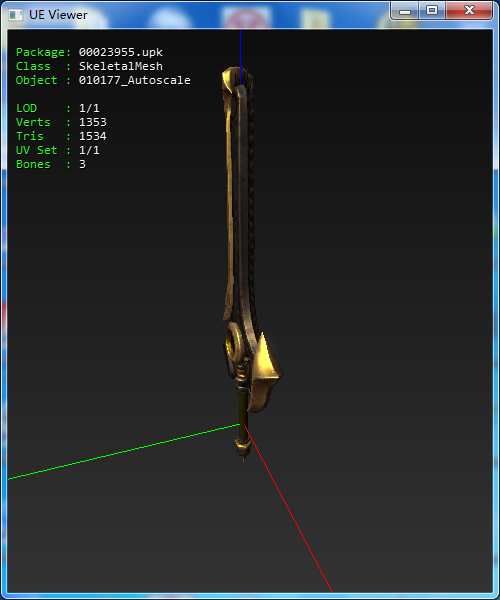 UE Viewer
Package: 00023955.upk
Class  : SkeletalMesh
Object : 010177_Autoscale
LOD    : 1/1
Verts  : 1353
Tris   : 1534
UV Set : 1/1
Bones  : 3